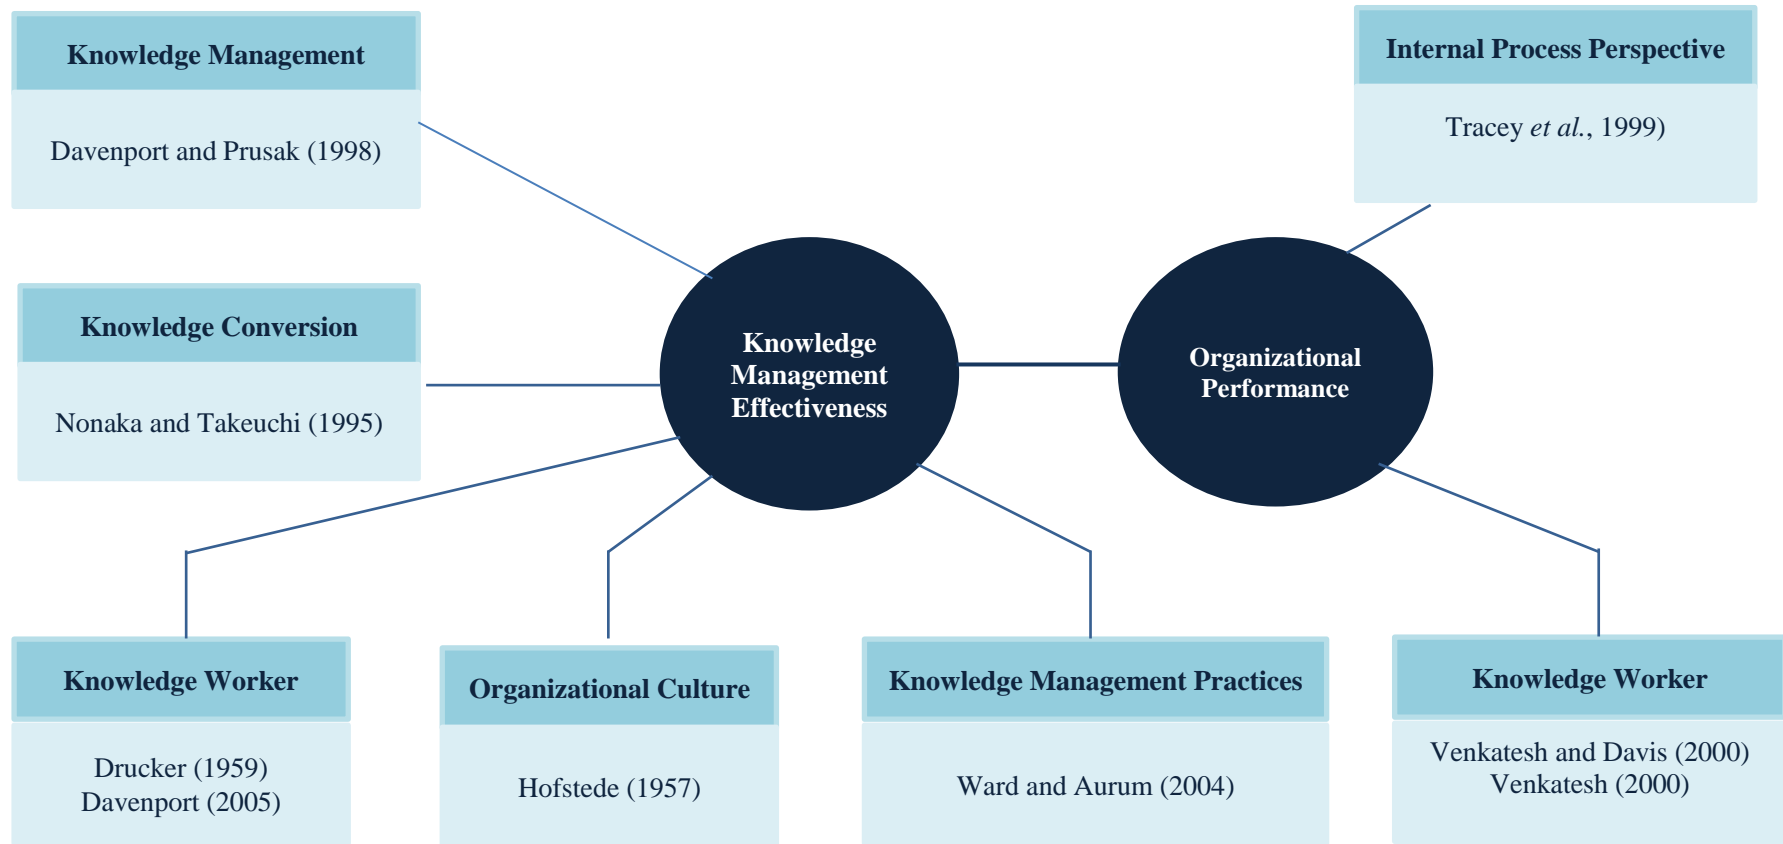 Knowledge Management
Davenport and Prusak (1998)
Internal Process Perspective
Tracey et al., 1999)
Knowledge Conversion
Nonaka and Takeuchi (1995)
Knowledge
Management
Effectiveness
Organizational
Performance
Knowledge Worker
Drucker (1959)
Davenport (2005)
Organizational Culture
Hofstede (1957)
Knowledge Management Practices
Ward and Aurum (2004)
Knowledge Worker
Venkatesh and Davis (2000)
Venkatesh (2000)